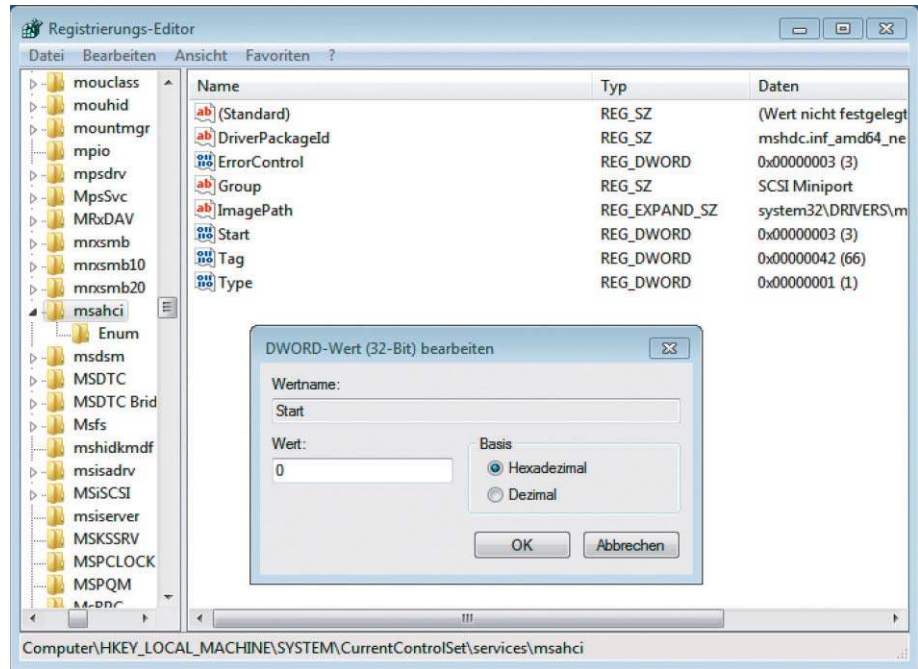 Registrierungs-Editor
Datei Bearbeiten Ansicht Favoriten ?
mouclass
mouhid
mountmgr
mpio
mpsdrv
MpsSvc
MRxDAV
mrxsmb
mrxsmb10
mrxsmb20
msahci
Enum
msdsm
MSDTC
MSDTC Brid
Msfs
mshidkmdf
msisadrv
MSiSCSI
msiserver
MSKSSRV
MSPCLOCK
MSPQM
MsRPC
Name Typ Daten
(Standard) REG_SZ (Wert nicht festgelegt
DriverPackageId REG_SZ mshdc.inf_amd64_ne
ErrorControl REG_DWORD 0x00000003 (3)
Group REG_SZ SCSI Miniport
ImagePath REG_EXPAND_SZ system32\DRIVERS\m
Start REG_DWORD 0x00000003 (3)
Tag REG_DWORD 0x00000042 (66)
Type REG_DWORD 0x00000001 (1)
DWORD-Wert (32-Bit) bearbeiten
Wertname:
Start
Wert: Basis
0 Hexadezimal
Dezimal
OK Abbrechen
Computer\HKEY_LOCAL_MACHINE\SYSTEM\CurrentControlSet\services\msahci